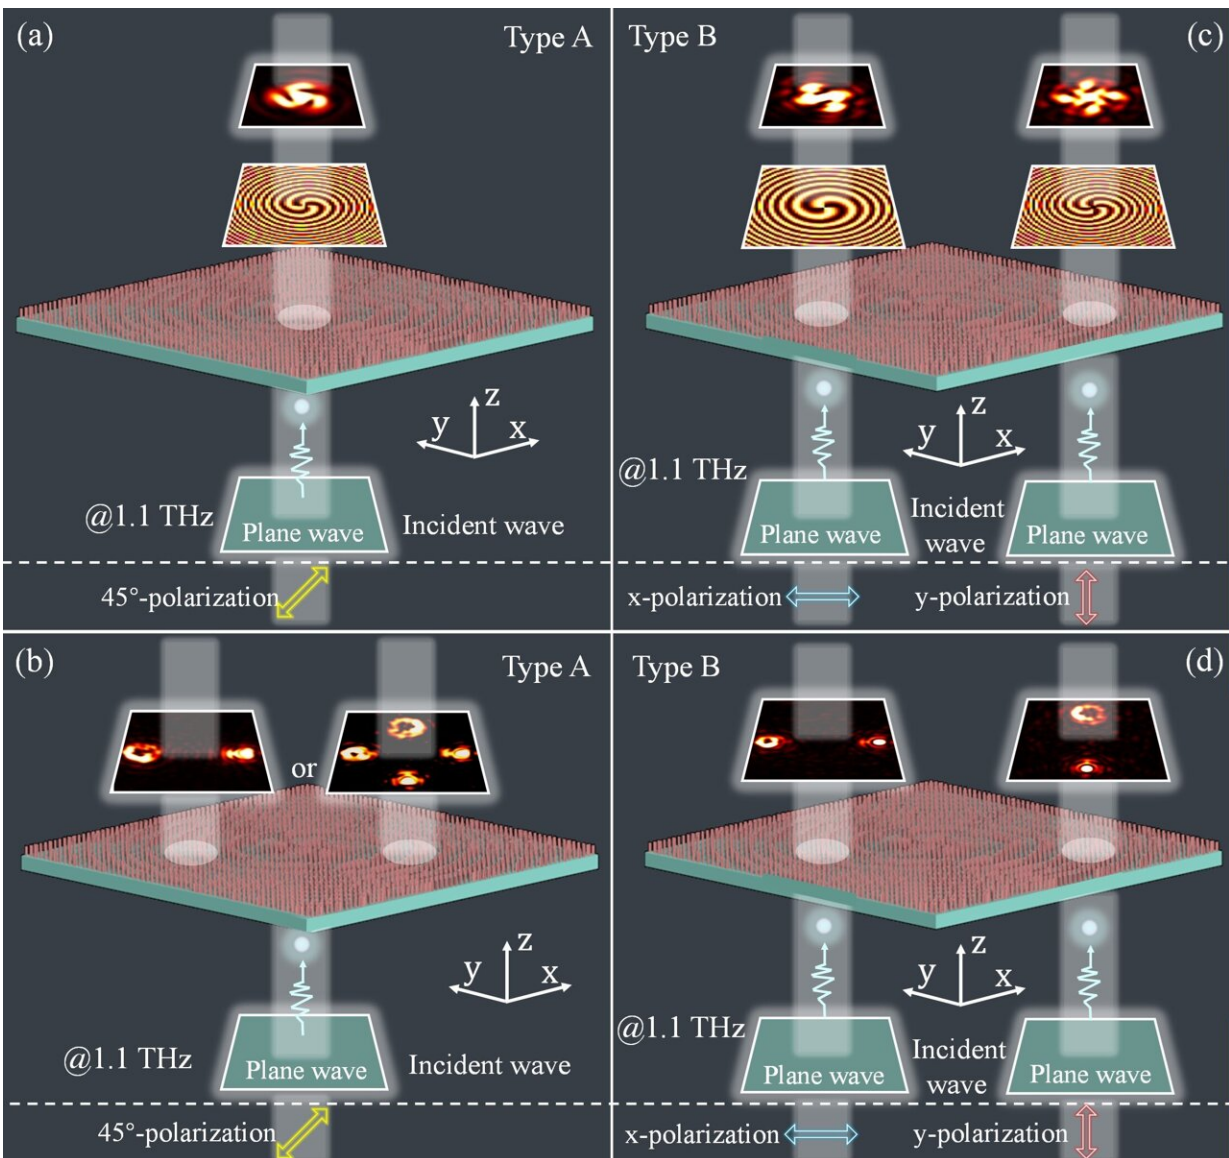 (a)
Type A
y
z
x
@1.1 THz
Plane wave
Incident wave
45°-polarization
Type B
(c)
y
z
x
@1.1 THz
Plane wave
Incident
wave
Plane wave
x-polarization
y-polarization
(b)
Type A
or
y
z
x
@1.1 THz
Plane wave
Incident wave
45°-polarization
Type B
(d)
y
z
x
@1.1 THz
Plane wave
Incident
wave
Plane wave
x-polarization
y-polarization